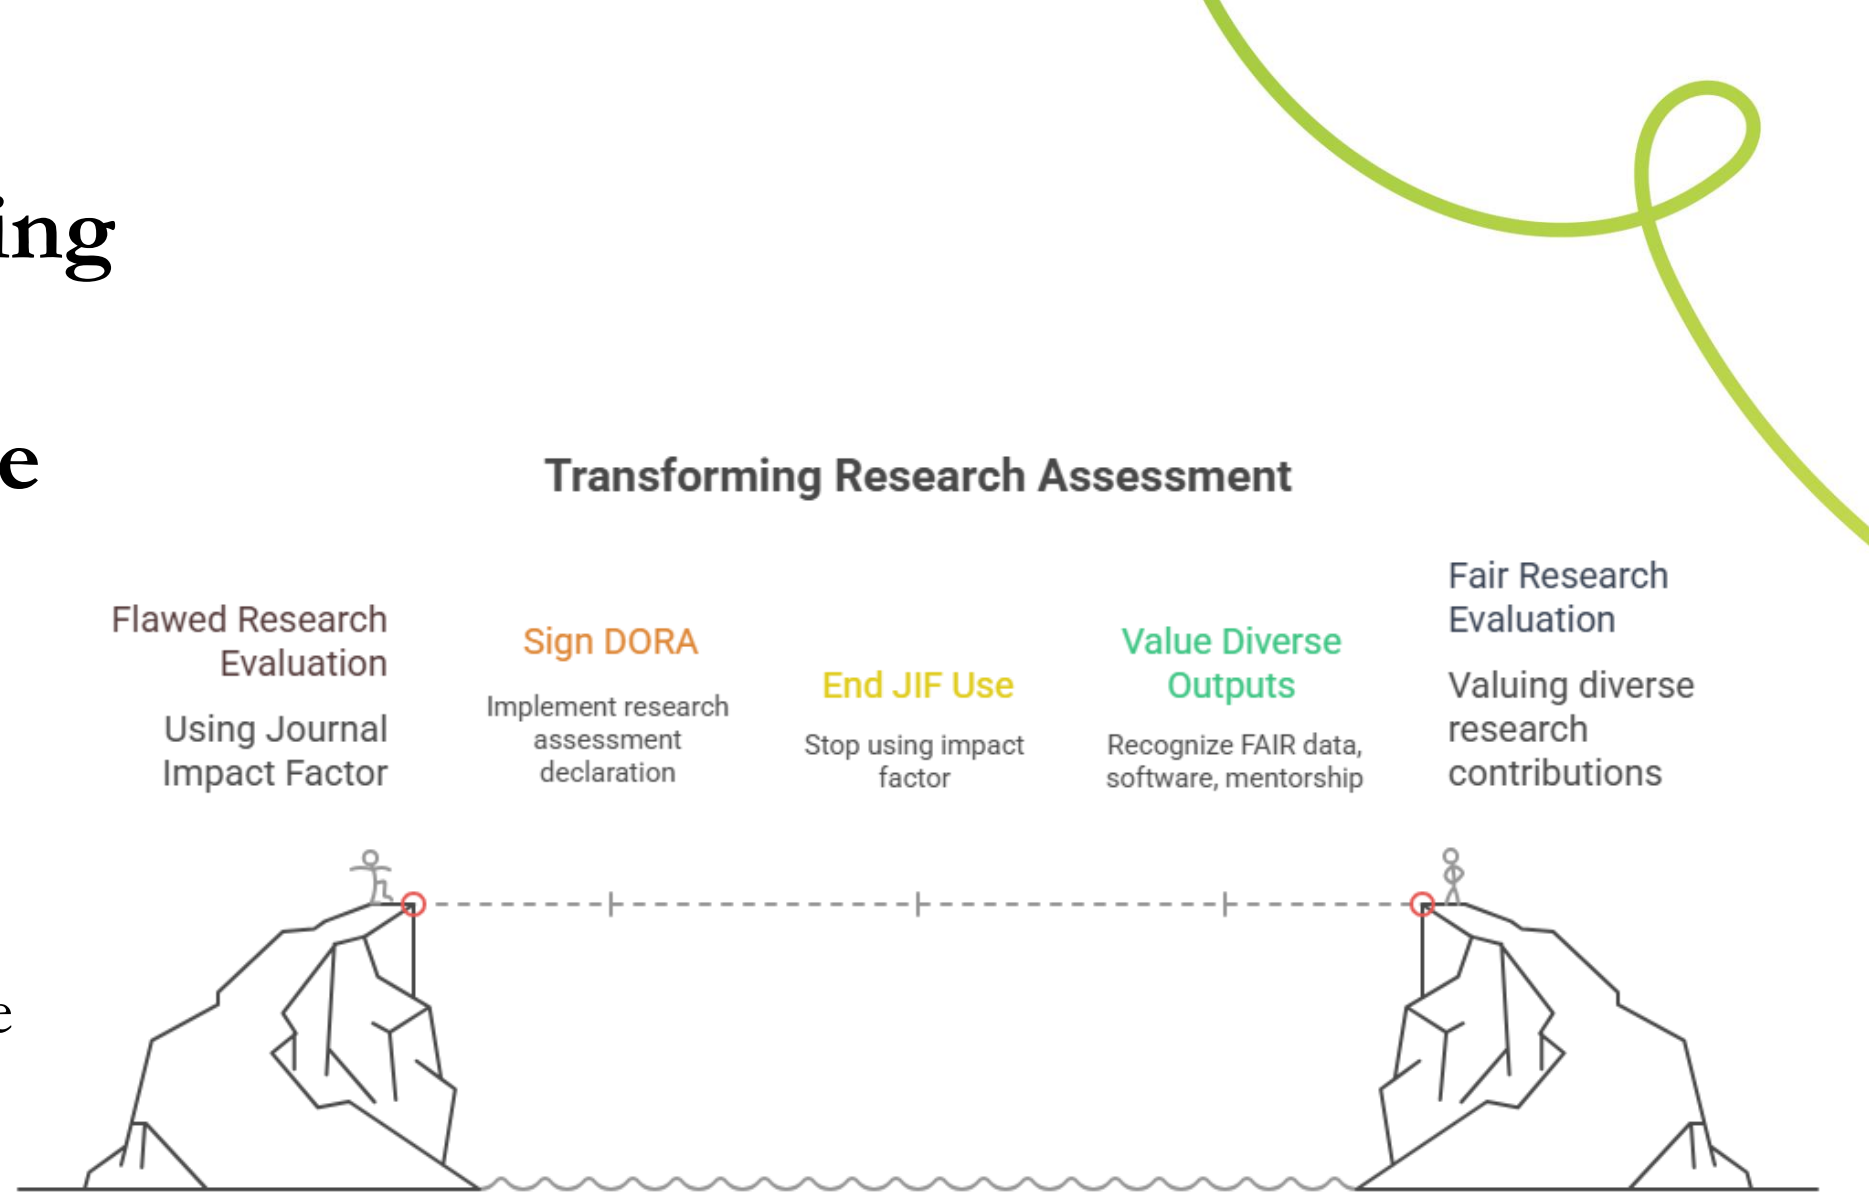 ing
e
Transforming Research Assessment
Flawed Research
Evaluation
Using Journal
Impact Factor
Sign DORA
Implement research
assessment
declaration
End JIF Use
Stop using impact
factor
Value Diverse
Outputs
Recognize FAIR data,
software, mentorship
Fair Research
Evaluation
Valuing diverse
research
contributions
e